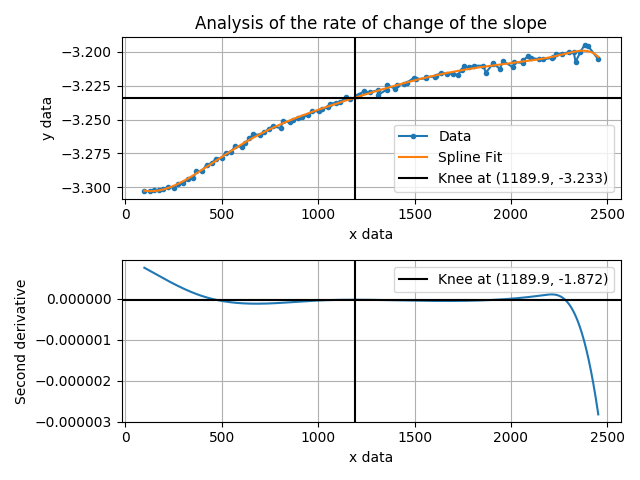 Analysis of the rate of change of the slope
−3.200
−3.225
−3.250
−3.275
−3.300
y data
Data
Spline Fit
Knee at (1189.9, -3.233)
0 500 1000 1500 2000 2500
x data
0.000000
−0.000001
−0.000002
−0.000003
Second derivative
Knee at (1189.9, -1.872)
0 500 1000 1500 2000 2500
x data